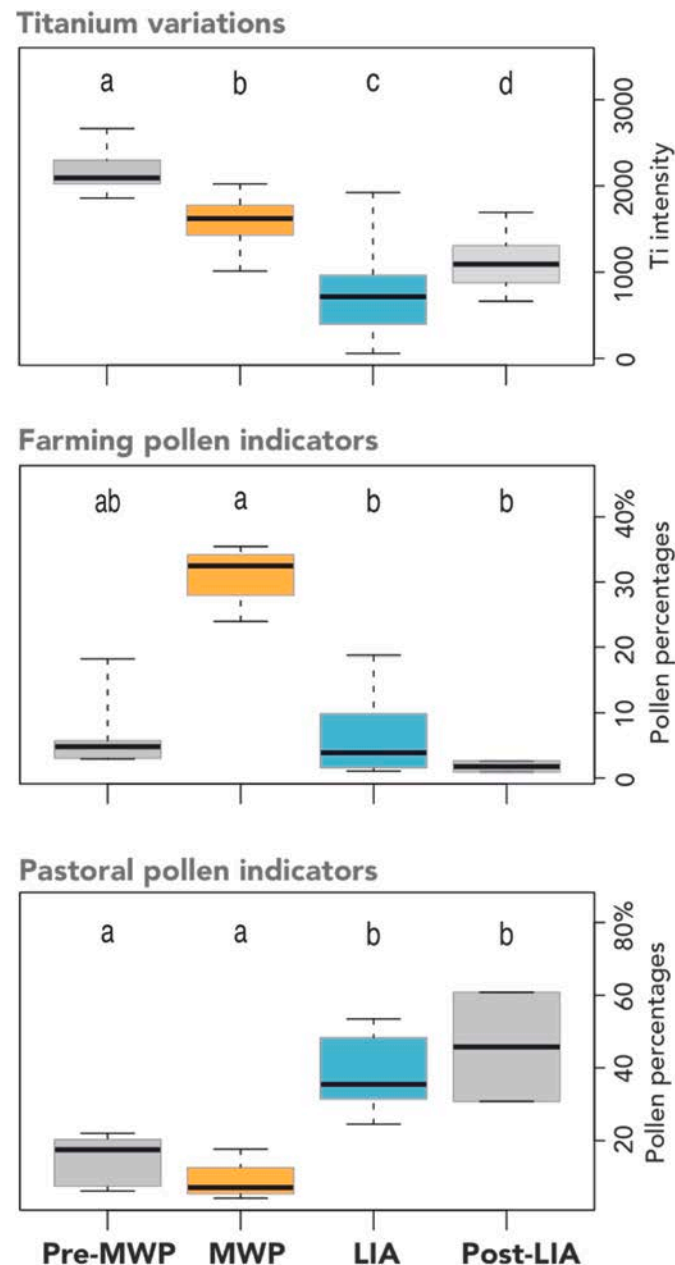 Titanium variations
a b c d
3000
2000
1000
0
Ti intensity
Farming pollen indicators
ab a b b
40%
30
20
10
0
Pollen percentages
Pastoral pollen indicators
a a b b
80%
60
40
20
Pollen percentages
Pre-MWP MWP LIA Post-LIA